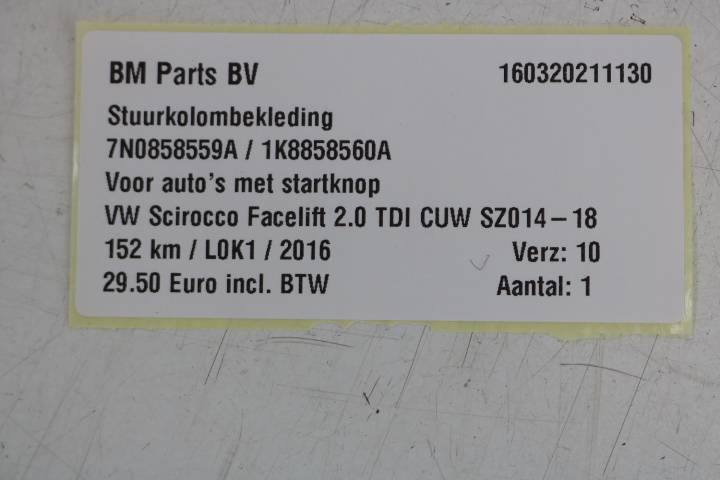 BM Parts BV 160320211130
Stuurkolombekleding
7N0858559A / 1K8858560A
Voor auto's met startknop
VW Scirocco Facelift 2.0 TDI CUW SZ014-18
152 km / L0K1 / 2016 Verz: 10
29.50 Euro incl. BTW Aantal: 1